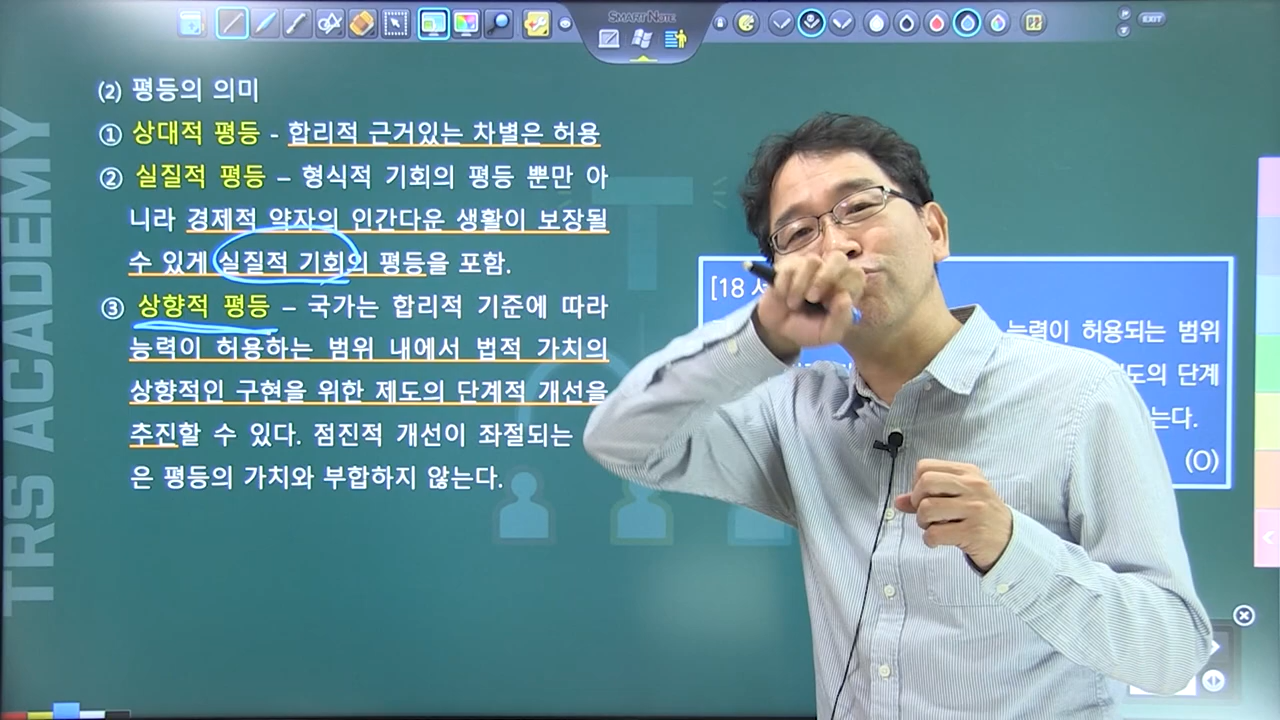 SMART NOTE
EXIT
(2) 평등의 의미
① 상대적 평등 - 합리적 근거있는 차별은 허용
② 실질적 평등 – 형식적 기회의 평등 뿐만 아
니라 경제적 약자의 인간다운 생활이 보장될
수 있게 실질적 기회의 평등을 포함.
③ 상향적 평등 – 국가는 합리적 기준에 따라
능력이 허용하는 범위 내에서 법적 가치의
상향적인 구현을 위한 제도의 단계적 개선을
추진할 수 있다. 점진적 개선이 좌절되는
은 평등의 가치와 부합하지 않는다.
[18
능력이 허용되는 범위
단계
(O)
TRS ACADEMY